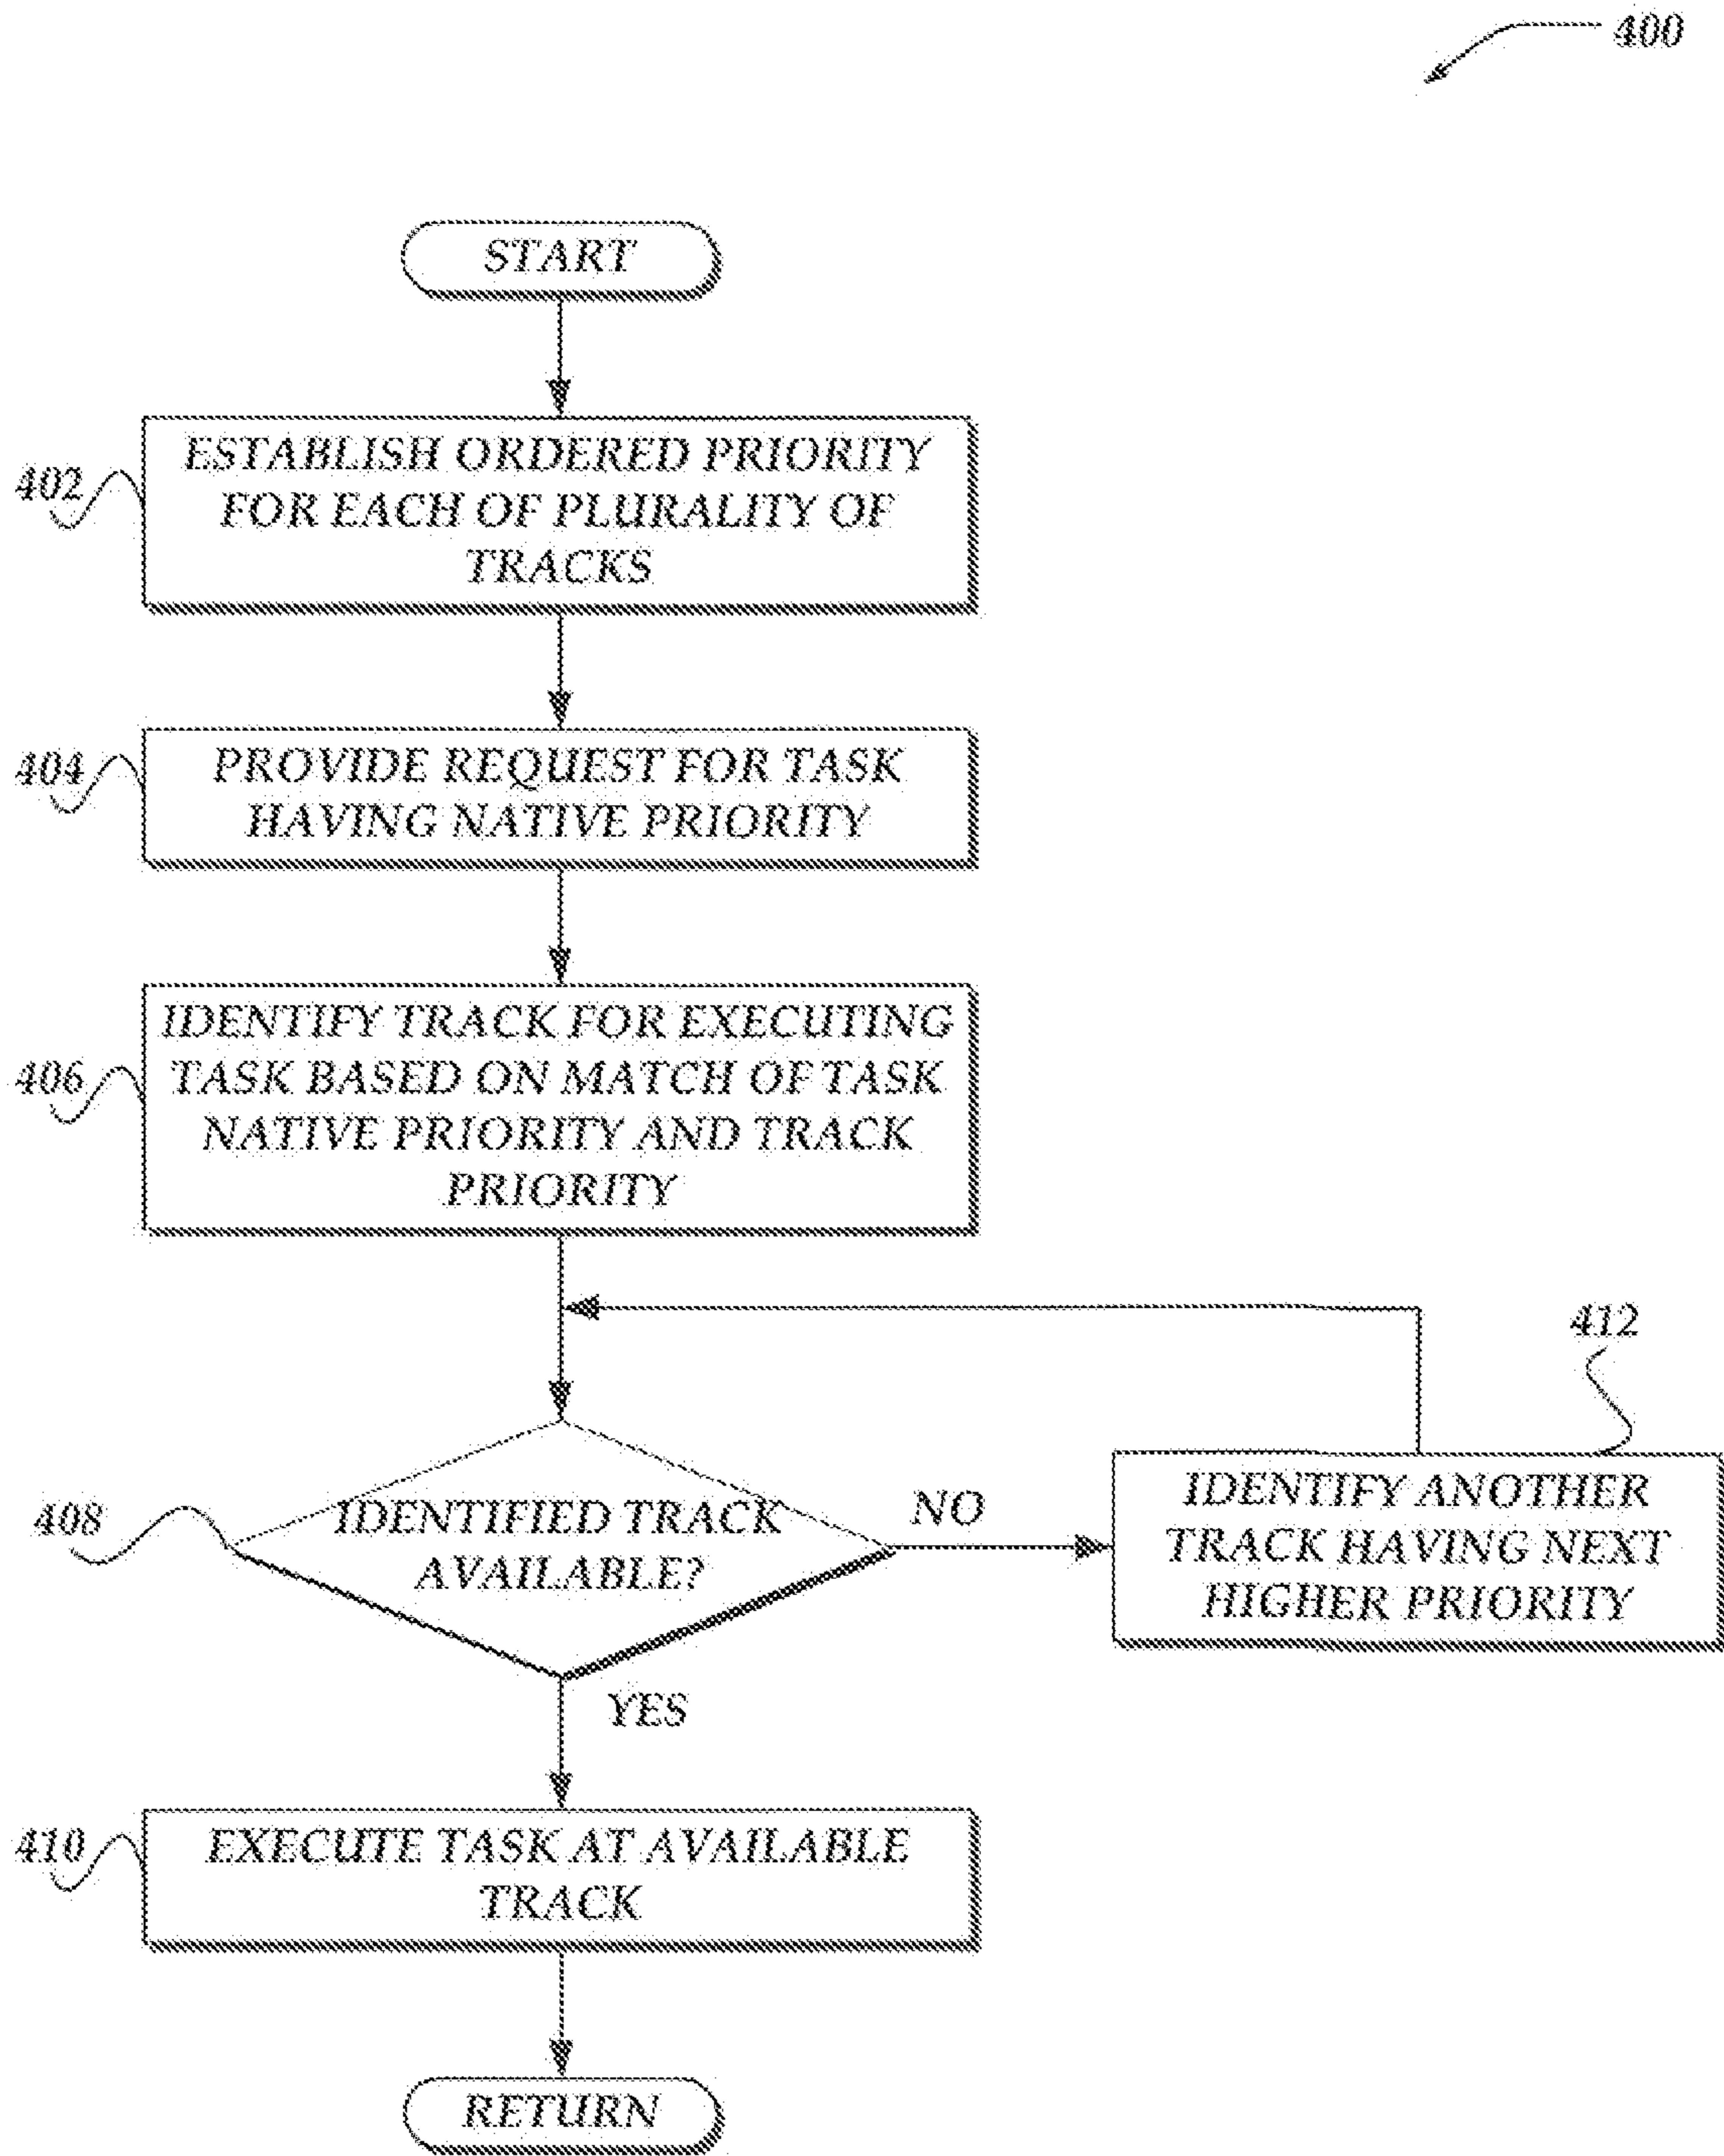 400
START
402
ESTABLISH ORDERED PRIORITY
FOR EACH OF PLURALITY OF
TRACKS
404
PROVIDE REQUEST FOR TASK
HAVING NATIVE PRIORITY
406
IDENTIFY TRACK FOR EXECUTING
TASK BASED ON MATCH OF TASK
NATIVE PRIORITY AND TRACK
PRIORITY
408
IDENTIFIED TRACK
AVAILABLE?
NO
412
IDENTIFY ANOTHER
TRACK HAVING NEXT
HIGHER PRIORITY
YES
410
EXECUTE TASK AT AVAILABLE
TRACK
RETURN